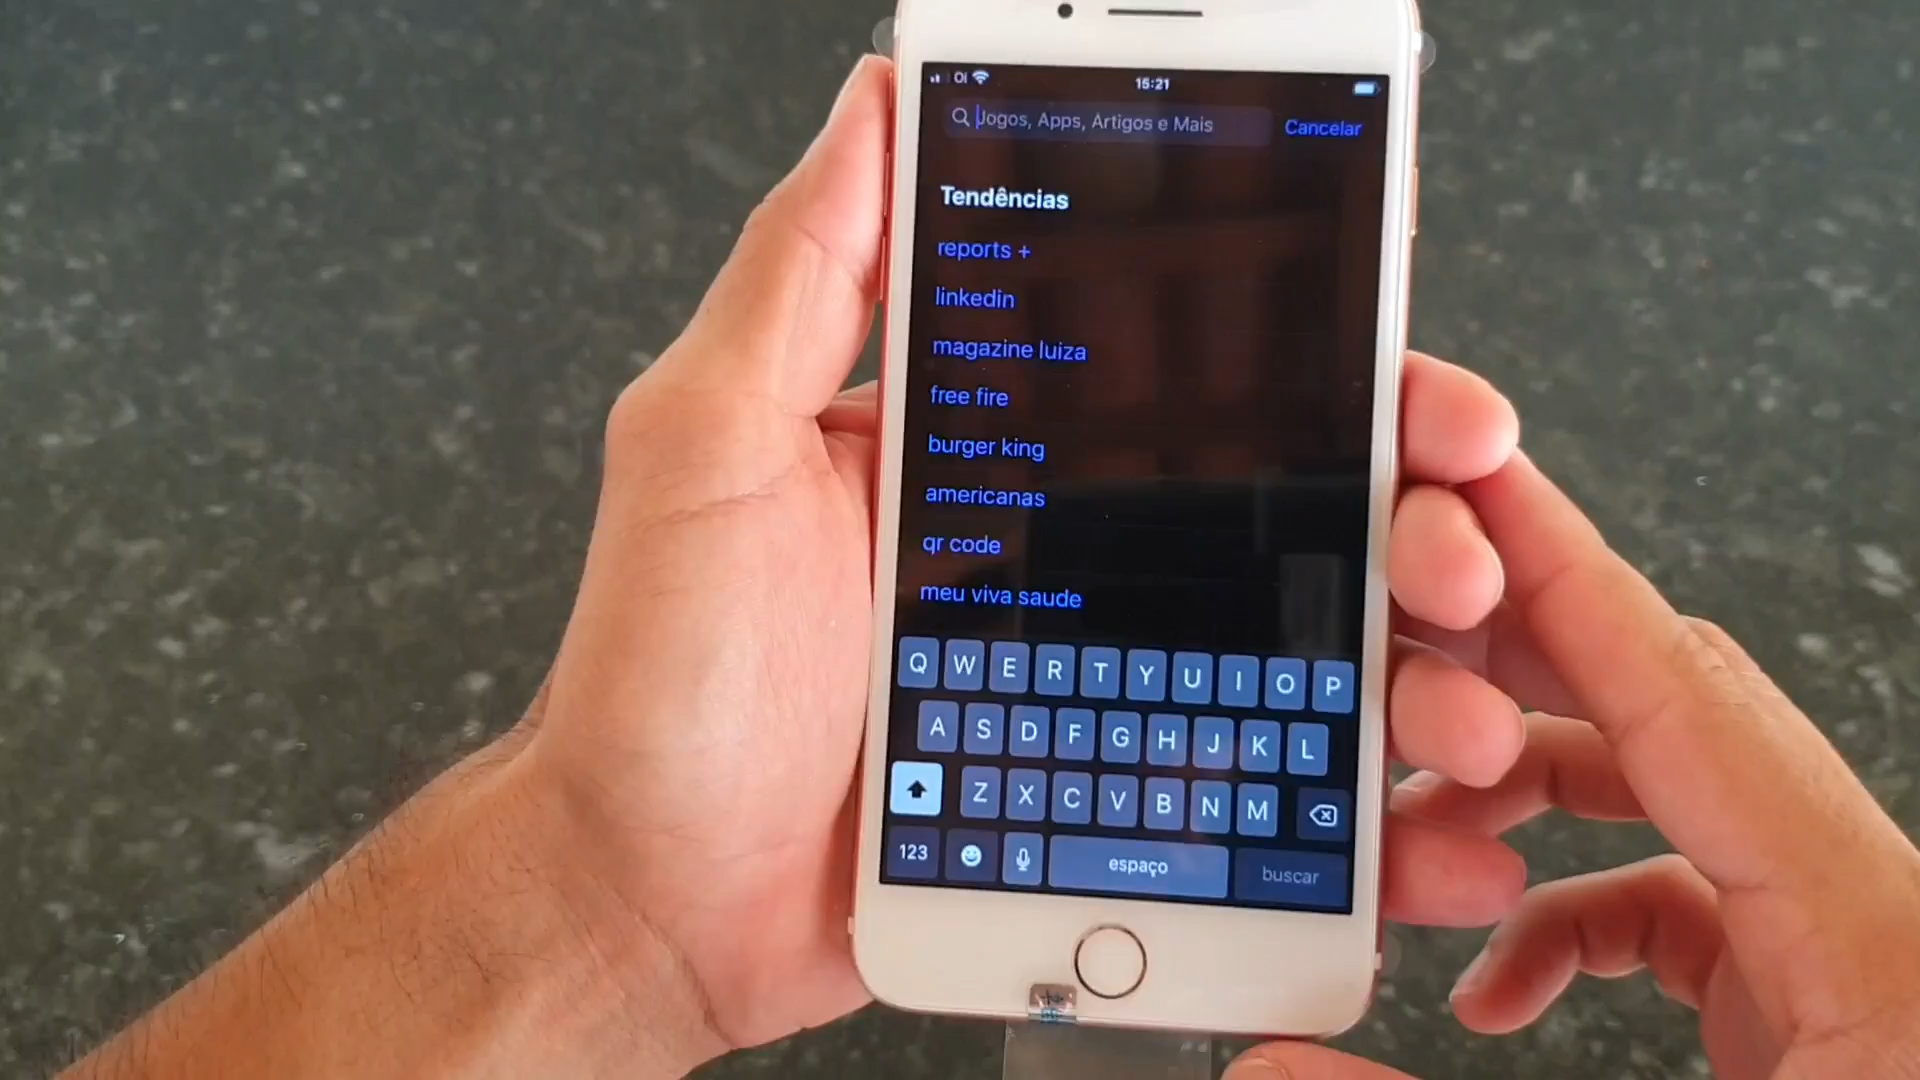 OI 15:21
Jogos, Apps, Artigos e Mais Cancelar
Tendências
reports +
linkedin
magazine luiza
free fire
burger king
americanas
qr code
meu viva saude
Q W E R T Y U I O P
A S D F G H J K L
Z X C V B N M
123 espaço buscar